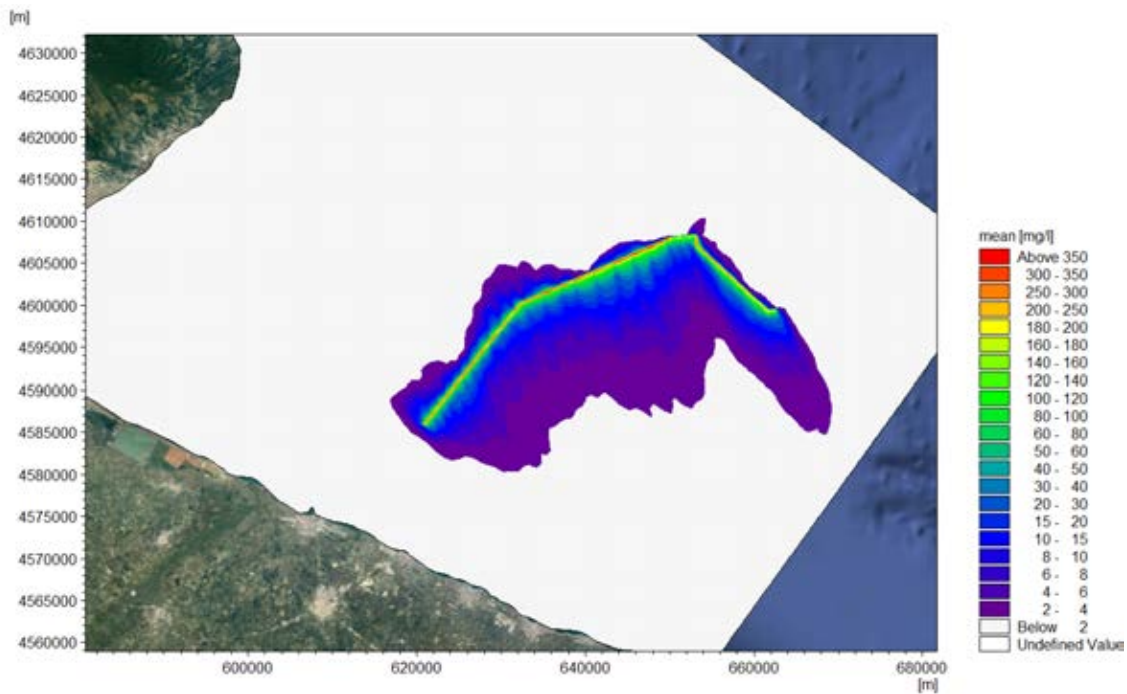 [m]
4630000
4625000
4620000
4615000
4610000
4605000
4600000
4595000
4590000
4585000
4580000
4575000
4570000
4565000
4560000
600000 620000 640000 660000 680000
[m]
mean [mg/l]
Above 350
300 - 350
250 - 300
200 - 250
180 - 200
160 - 180
140 - 160
120 - 140
100 - 120
80 - 100
60 - 80
50 - 60
40 - 50
30 - 40
20 - 30
15 - 20
10 - 15
8 - 10
6 - 8
4 - 6
2 - 4
Below 2
Undefined Value